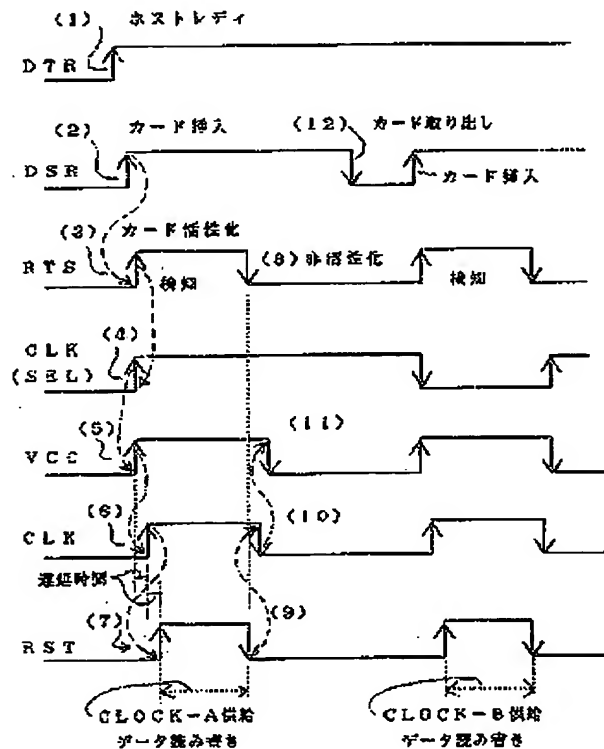 (1) ホストレディ
DTR
(2) カード挿入 (12) カード取り出し
DSR カード挿入
(3) カード活性化
RTS 検知 (8)非活性化 検知
(4)
CLK
(SEL)
(5) (11)
VCC
(6) (10)
CLK
遅延時間
(7) (9)
RST
CLOCK-A供給 CLOCK-B供給
データ読み書き データ読み書き